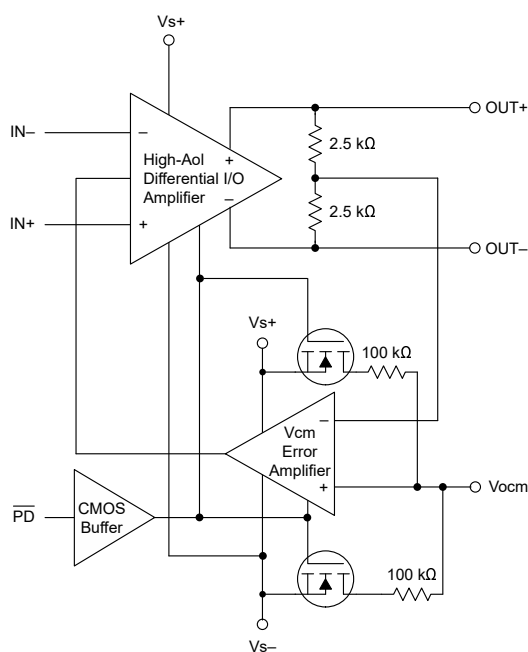 Vs+
OUT+
IN–
–
High-Aol
Differential I/O
Amplifier
+
2.5 kΩ
–
2.5 kΩ
IN+
+
OUT–
Vs+
100 kΩ
–
Vcm
Error
Amplifier
+
Vocm
PD
CMOS
Buffer
100 kΩ
Vs–